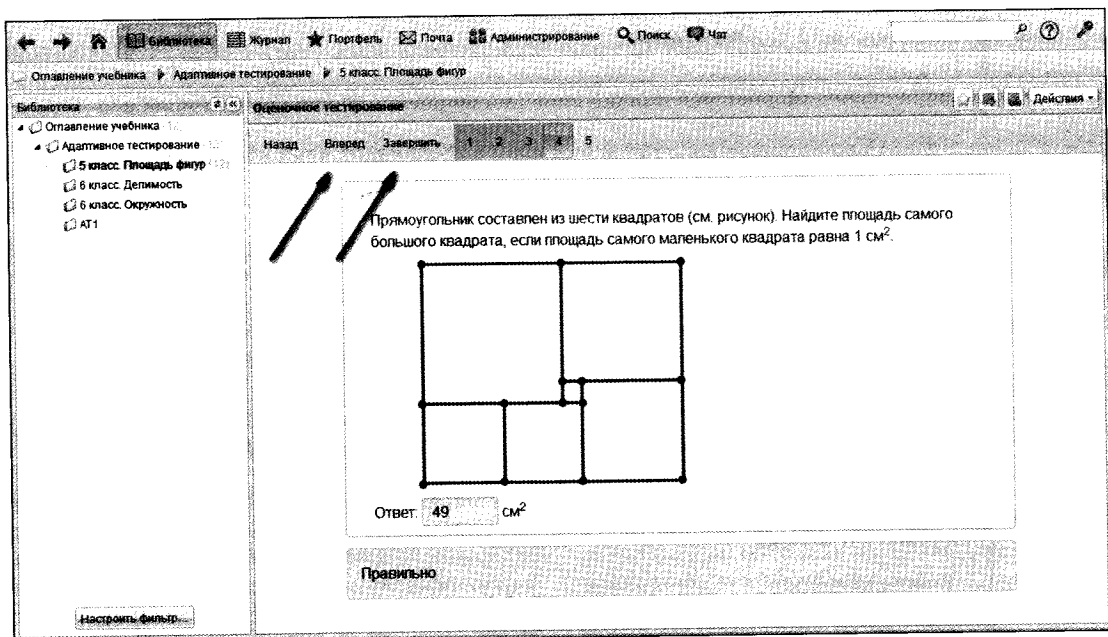 Библиотека Журнал Портфель Почта Администрирование Поиск Чат
Оглавление учебника Адаптивное тестирование 5 класс. Площадь фигур
Библиотека
Оглавление учебника
Адаптивное тестирование
5 класс. Площадь фигур
6 класс. Делимость
6 класс. Окружность
АТ1
Настроить фильтр...
Оценочное тестирование
Действия
Назад Вперед Завершить 1 2 3 4 5
Прямоугольник составлен из шести квадратов (см. рисунок). Найдите площадь самого
большого квадрата, если площадь самого маленького квадрата равна 1 см².
Ответ: 49 см²
Правильно